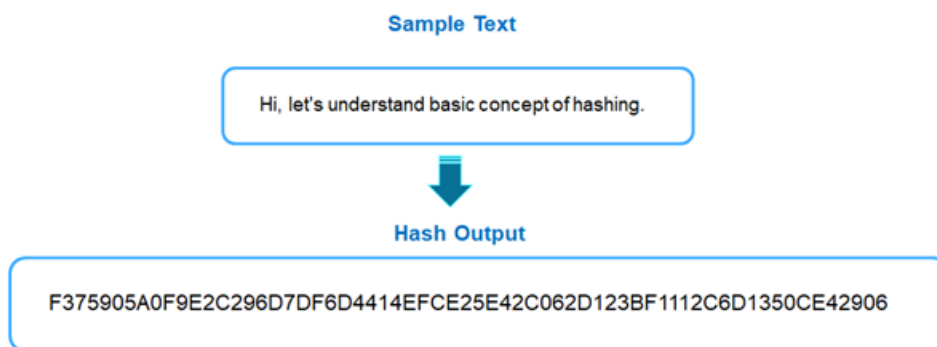 Sample Text
Hi, let's understand basic concept of hashing.
Hash Output
F375905A0F9E2C296D7DF6D4414EFCE25E42C062D123BF1112C6D1350CE42906